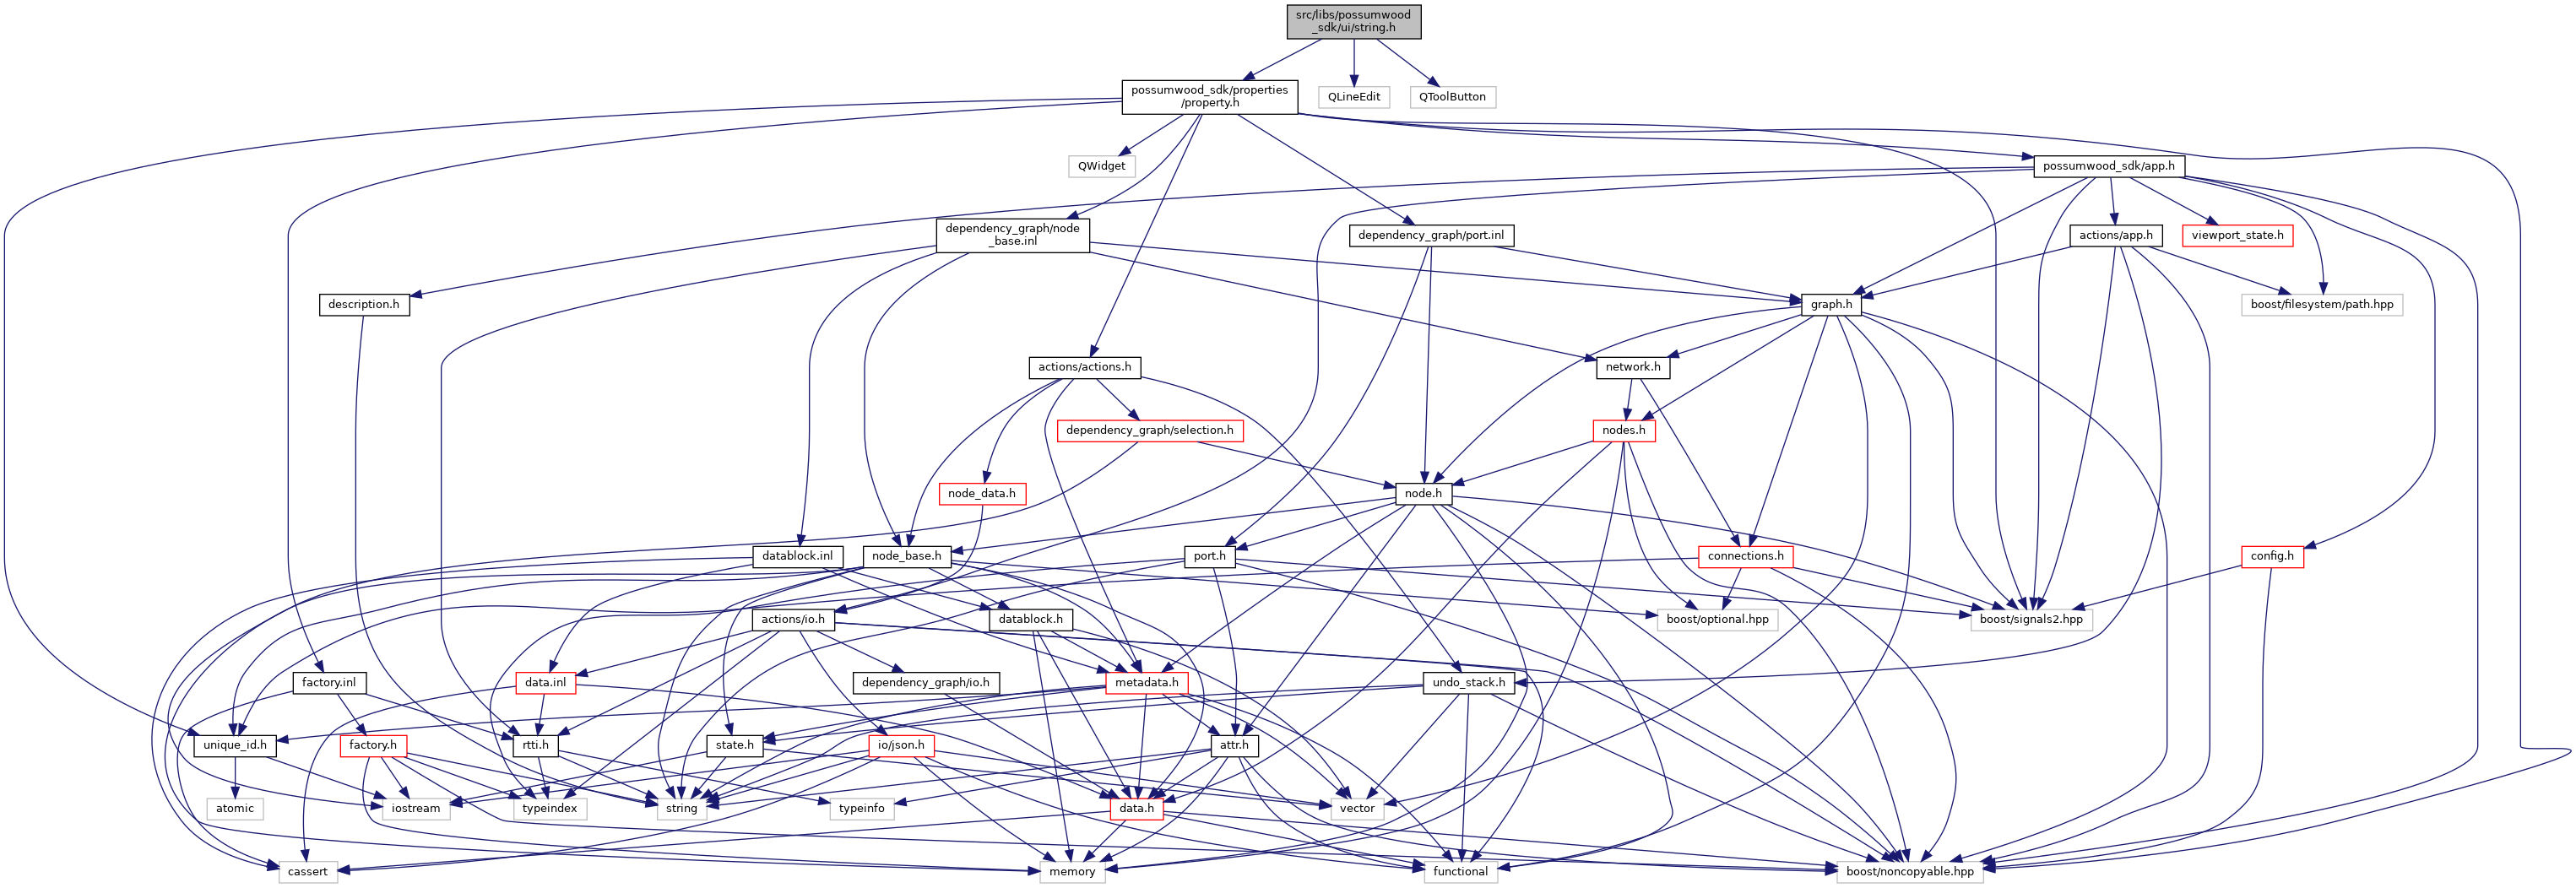 src/libs/possumwood
_sdk/ui/string.h
possumwood_sdk/properties
/property.h
QLineEdit
QToolButton
QWidget
possumwood_sdk/app.h
dependency_graph/node
_base.inl
dependency_graph/port.inl
actions/app.h
viewport_state.h
description.h
graph.h
boost/filesystem/path.hpp
actions/actions.h
network.h
dependency_graph/selection.h
nodes.h
node_data.h
node.h
datablock.inl
node_base.h
port.h
connections.h
config.h
actions/io.h
datablock.h
boost/optional.hpp
boost/signals2.hpp
factory.inl
data.inl
dependency_graph/io.h
metadata.h
undo_stack.h
unique_id.h
factory.h
rtti.h
state.h
io/json.h
attr.h
atomic
iostream
typeindex
string
typeinfo
data.h
vector
cassert
memory
functional
boost/noncopyable.hpp